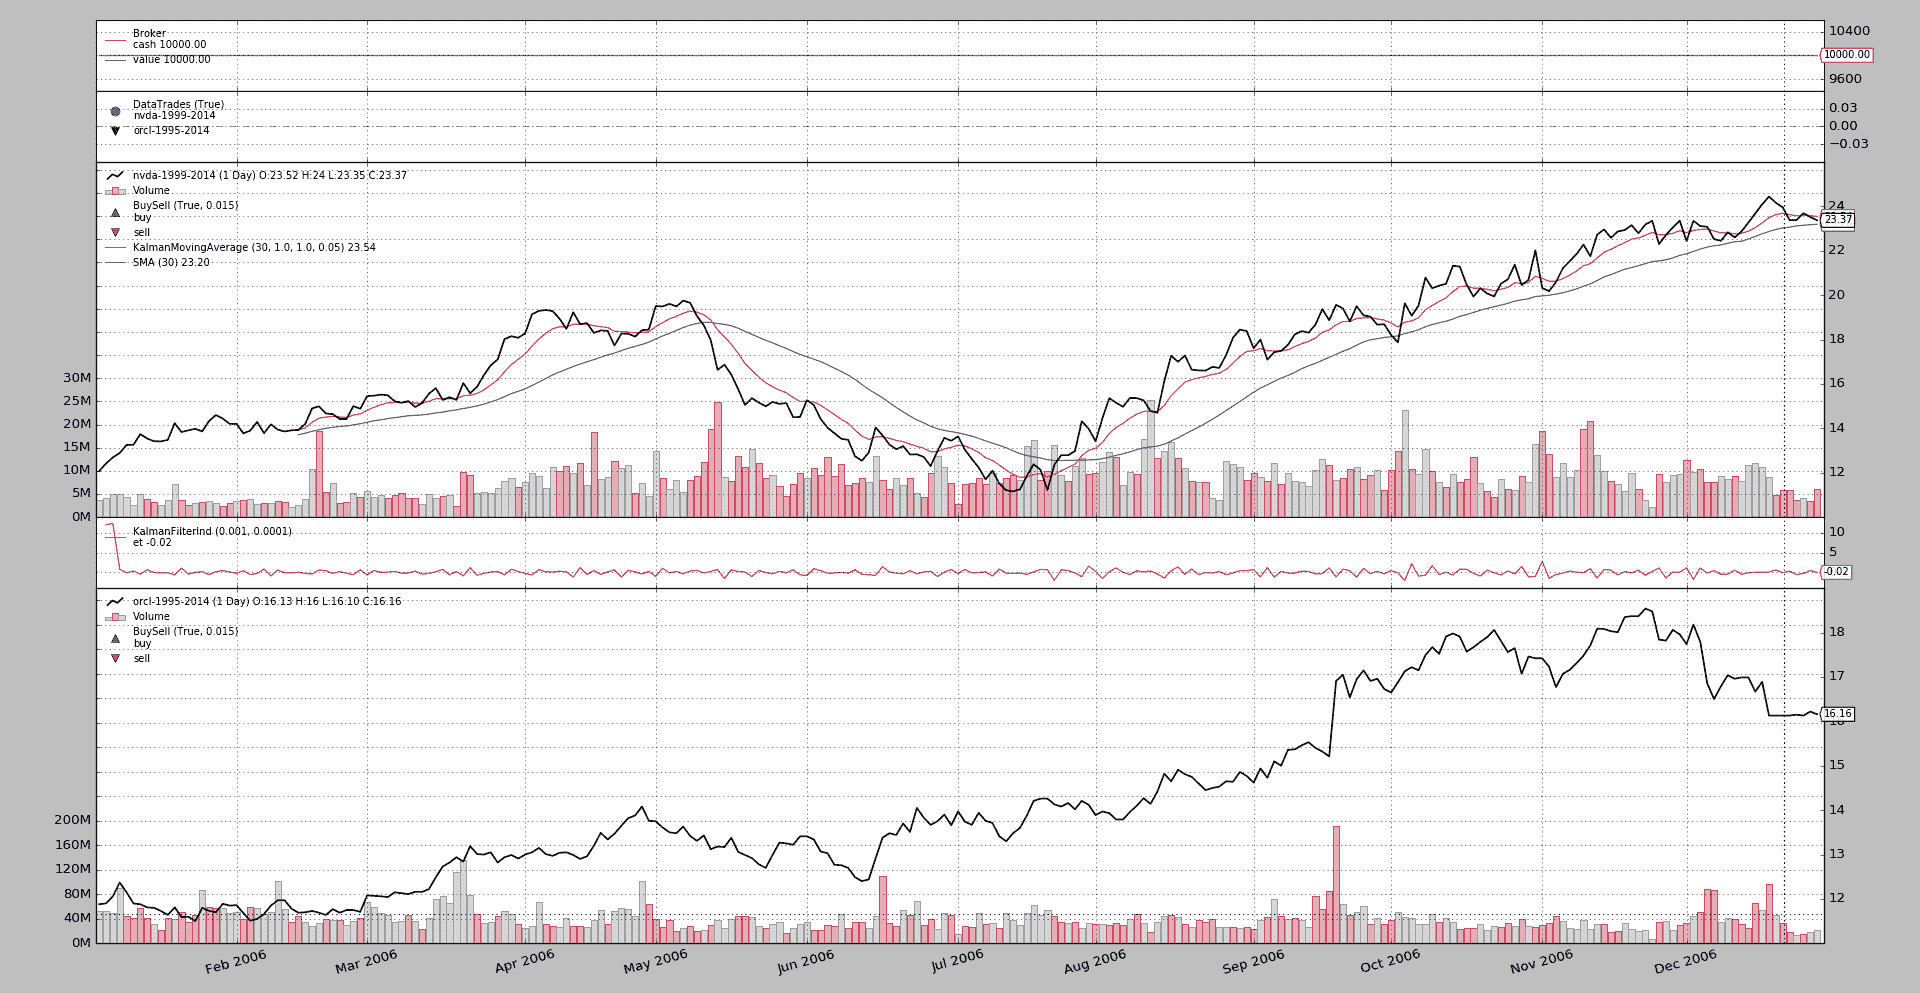 Broker
cash 10000.00
value 10000.00
10400
10000.00
9600
DataTrades (True)
nvda-1999-2014
orcl-1995-2014
0.03
0.00
−0.03
nvda-1999-2014 (1 Day) O:23.52 H:24 L:23.35 C:23.37
Volume
BuySell (True, 0.015)
buy
sell
KalmanMovingAverage (30, 1.0, 1.0, 0.05) 23.54
SMA (30) 23.20
24
23.37
22
20
18
16
14
12
30M
25M
20M
15M
10M
5M
0M
KalmanFilterInd (0.001, 0.0001)
et -0.02
10
5
-0.02
orcl-1995-2014 (1 Day) O:16.13 H:16 L:16.10 C:16.16
Volume
BuySell (True, 0.015)
buy
sell
18
17
16.16
16
15
14
13
12
200M
160M
120M
80M
40M
0M
Feb 2006
Mar 2006
Apr 2006
May 2006
Jun 2006
Jul 2006
Aug 2006
Sep 2006
Oct 2006
Nov 2006
Dec 2006